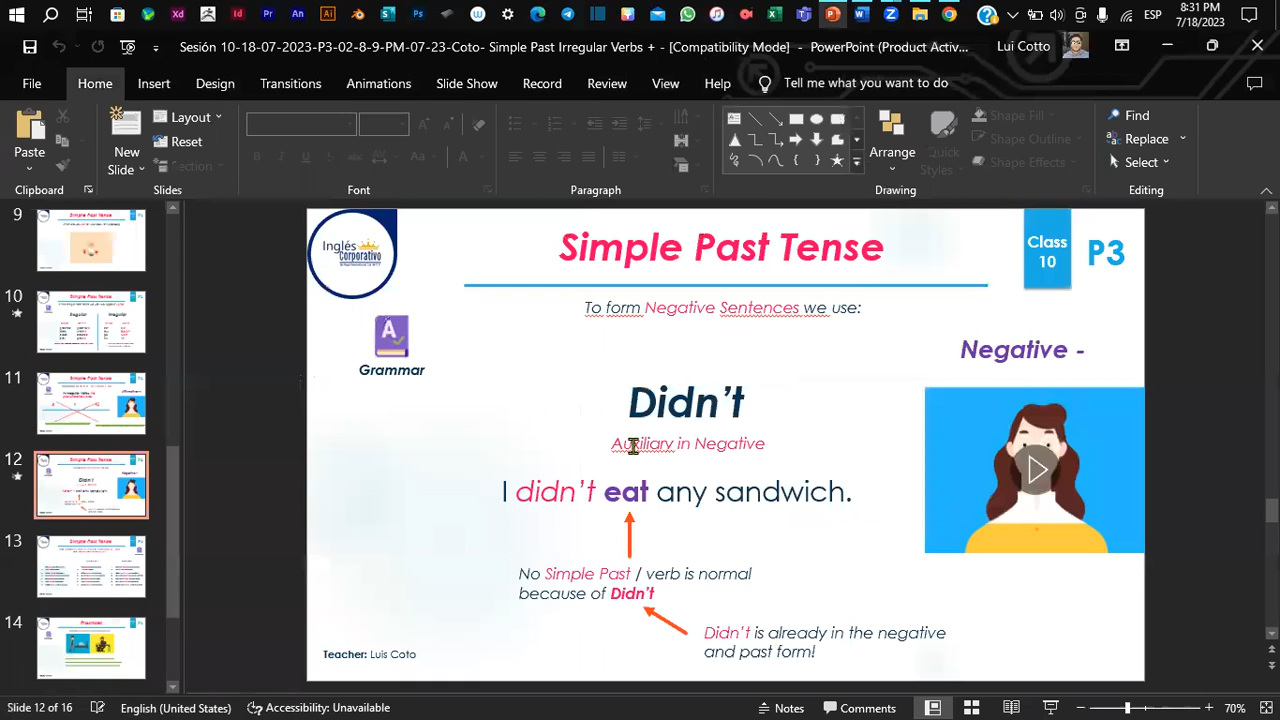 8:31 PM
ESP
7/18/2023
Sesión 10-18-07-2023-P3-02-8-9-PM-07-23-Coto- Simple Past Irregular Verbs + - [Compatibility Mode] - PowerPoint (Product Activ...
Lui Cotto
File Home Insert Design Transitions Animations Slide Show Record Review View Help Tell me what you want to do
Paste
New Slide
Layout
Reset
Section
Shape Fill
Shape Outline
Shape Effects
Arrange
Quick Styles
Find
Replace
Select
Clipboard Slides Font Paragraph Drawing Editing
9
10
11
12
13
14
Inglés
Corporativo
Simple Past Tense
Class
10
P3
To form Negative Sentences we use:
Negative -
Grammar
Didn't
Auxiliary in Negative
I didn't eat any sandwich.
No Simple Past / verb is normal
because of Didn't
Didn't is already in the negative
and past form!
Teacher: Luis Coto
Slide 12 of 16 English (United States) Accessibility: Unavailable Notes Comments 70%